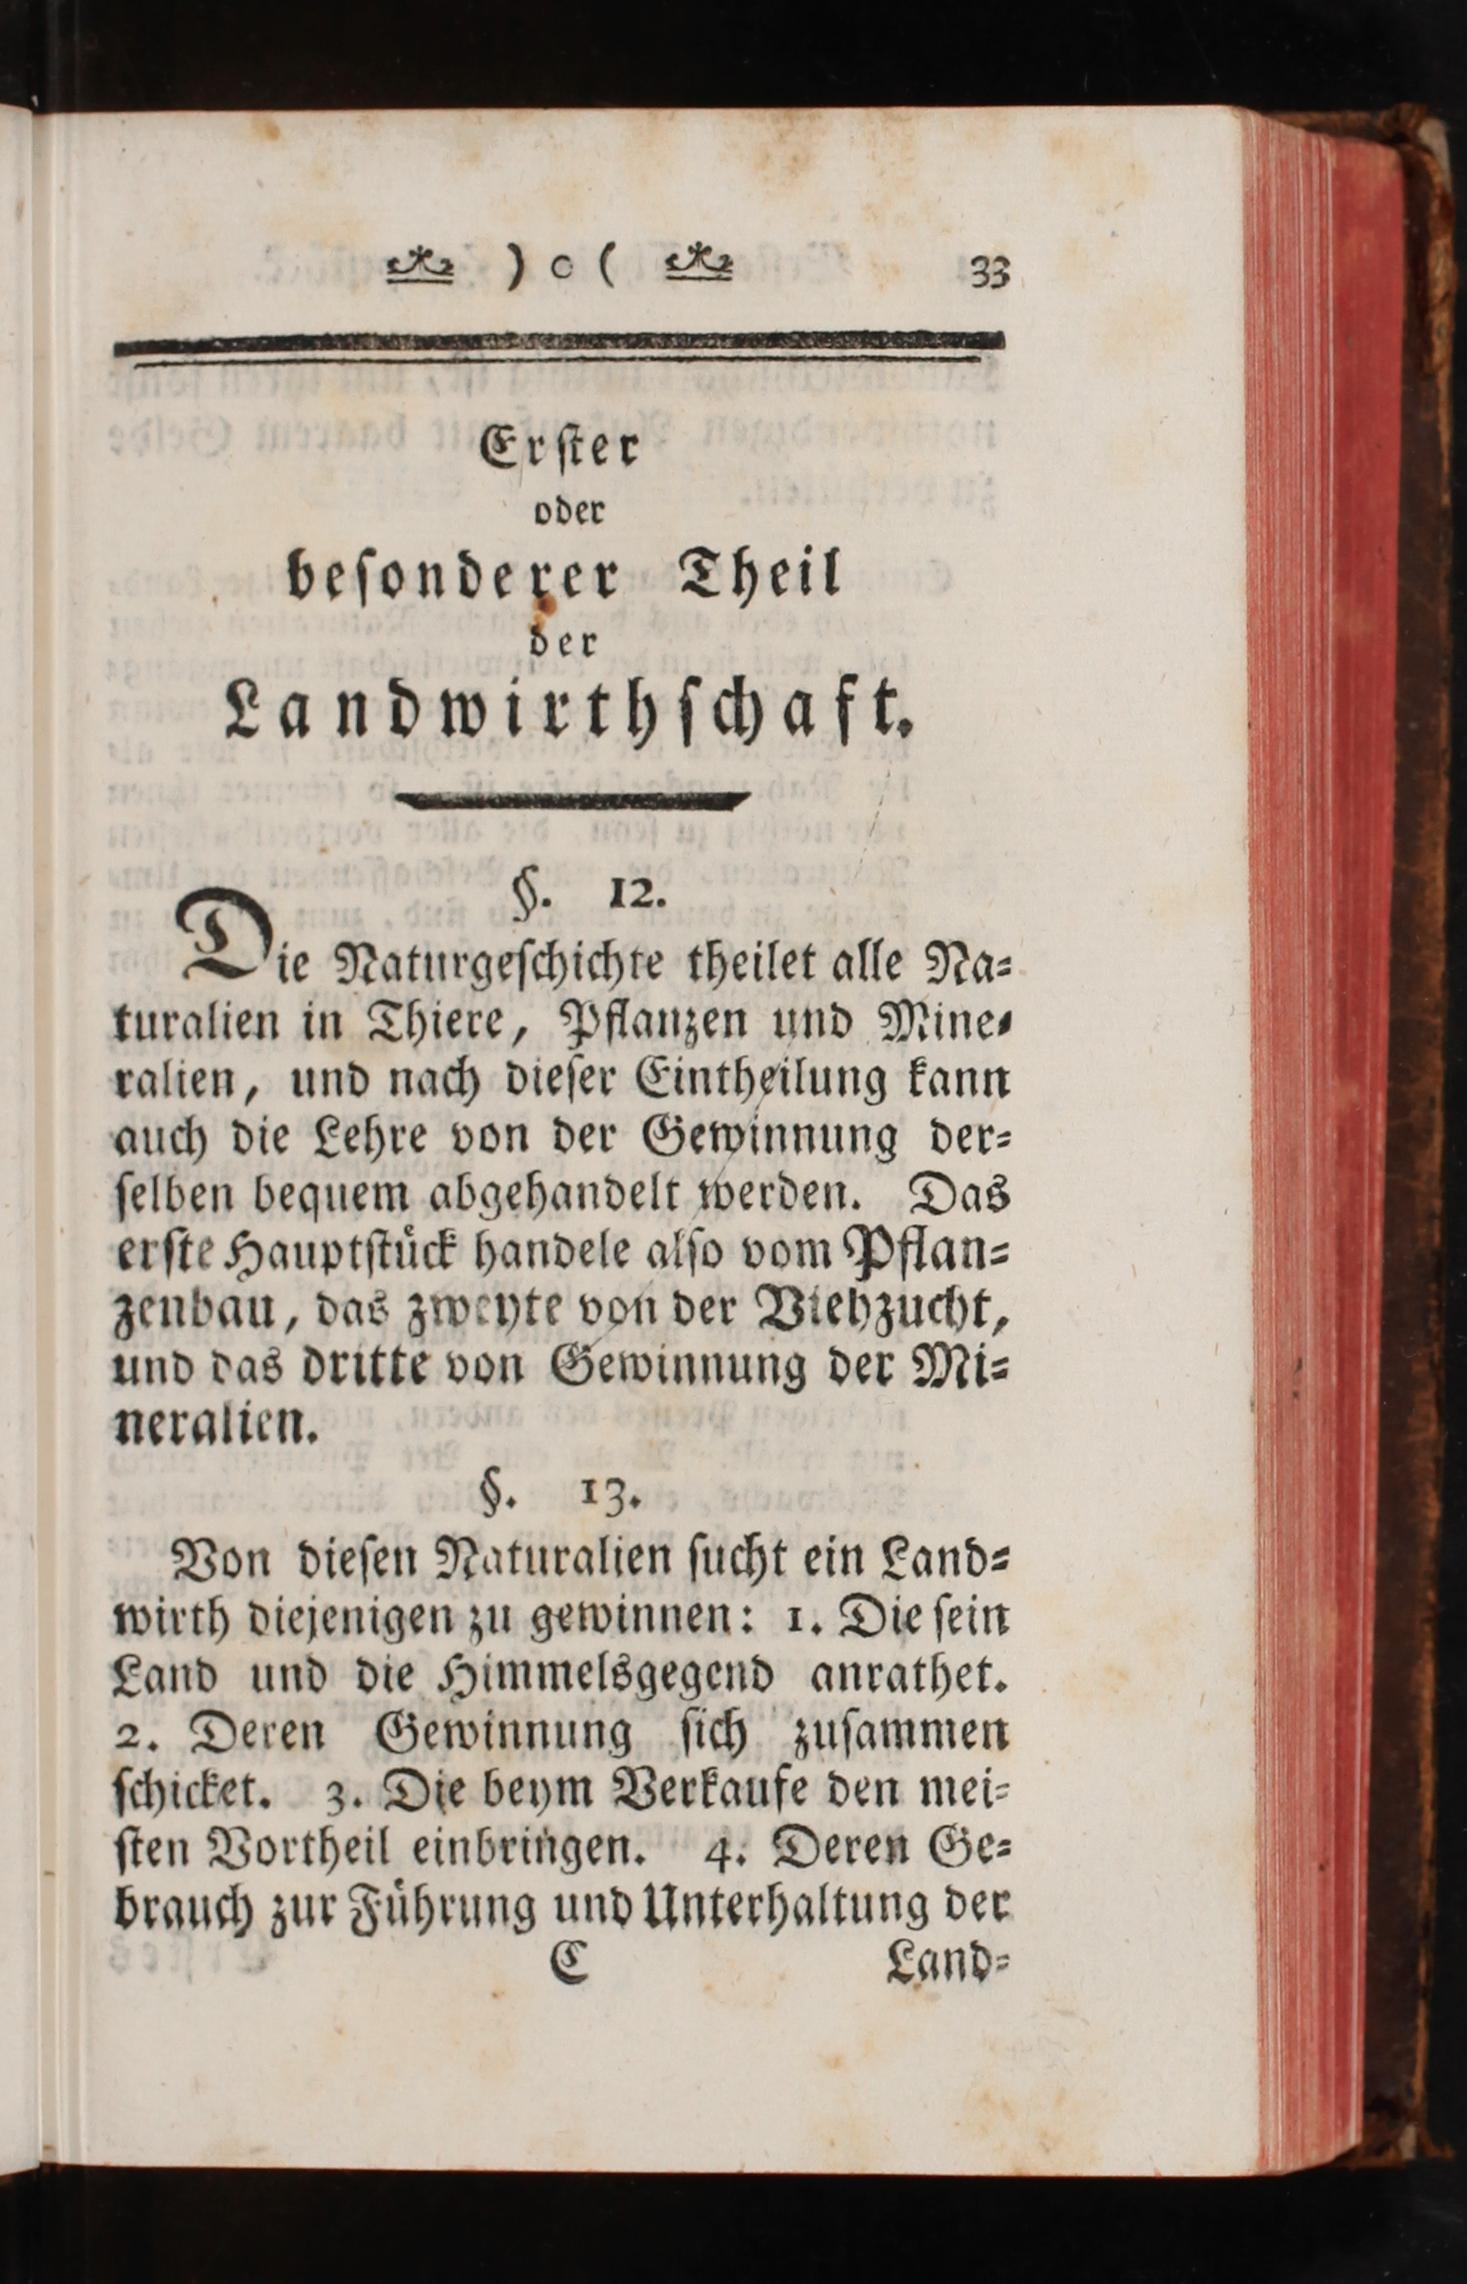 ) o ( 33
Erſter
oder
beſonderer Theil
der
Landwirthſchaft.
§. 12.
Die Naturgeſchichte theilet alle Na⸗
turalien in Thiere, Pflanzen und Mine⸗
ralien, und nach dieſer Eintheilung kann
auch die Lehre von der Gewinnung der⸗
ſelben bequem abgehandelt werden. Das
erſte Hauptſtuͤck handele alſo vom Pflan⸗
zenbau, das zweyte von der Viehzucht,
und das dritte von Gewinnung der Mi⸗
neralien.
§. 13.
Von dieſen Naturalien ſucht ein Land⸗
wirth diejenigen zu gewinnen: 1. Die ſein
Land und die Himmelsgegend anrathet.
2. Deren Gewinnung ſich zuſammen
ſchicket. 3. Die beym Verkaufe den mei⸗
ſten Vortheil einbringen. 4. Deren Ge⸗
brauch zur Fuͤhrung und Unterhaltung der
C Land⸗